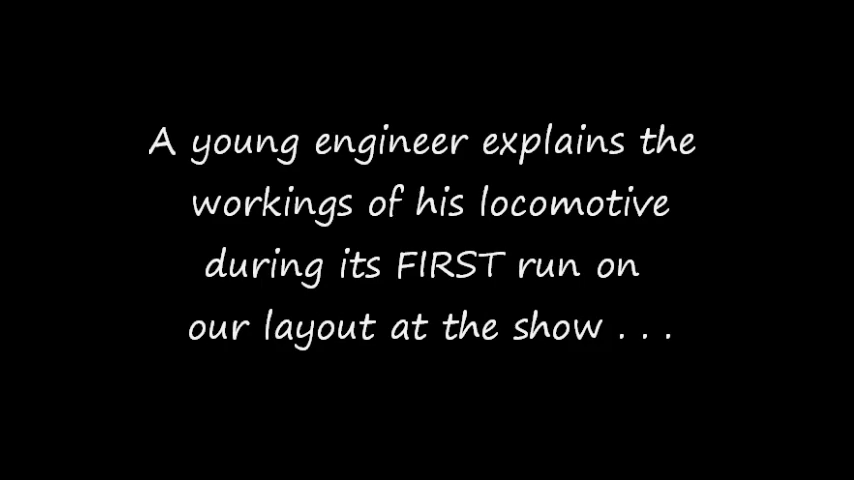 A young engineer explains the
workings of his locomotive
during its FIRST run on
our layout at the show . . .